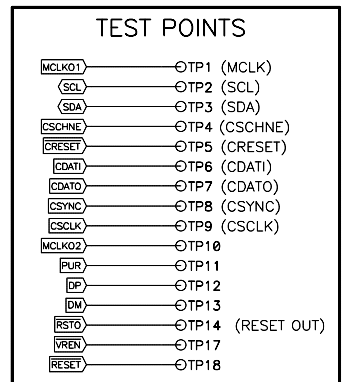 TEST POINTS
MCLKO1 TP1 (MCLK)
SCL TP2 (SCL)
SDA TP3 (SDA)
CSCHNE TP4 (CSCHNE)
CRESET TP5 (CRESET)
CDATI TP6 (CDATI)
CDATO TP7 (CDATO)
CSYNC TP8 (CSYNC)
CSCLK TP9 (CSCLK)
MCLKO2 TP10
PUR TP11
DP TP12
DM TP13
RSTO TP14 (RESET OUT)
VREN TP17
RESET TP18